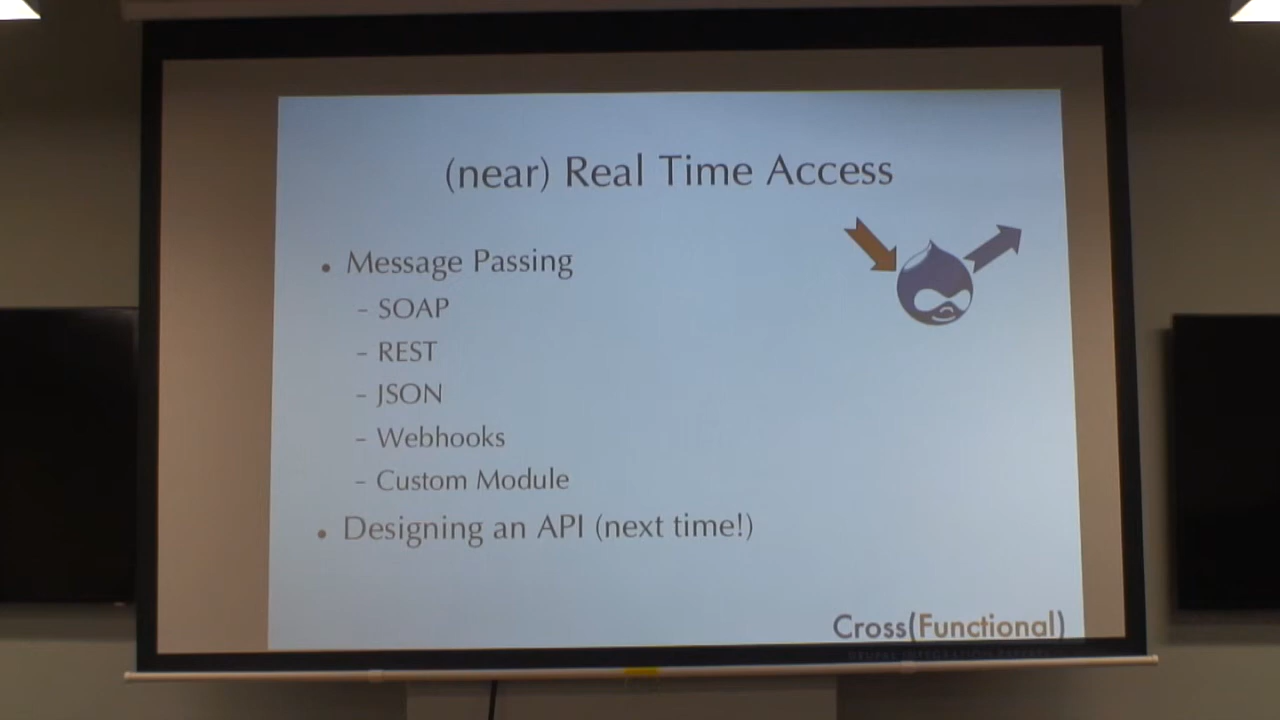 (near) Real Time Access
• Message Passing
– SOAP
– REST
– JSON
– Webhooks
– Custom Module
• Designing an API (next time!)
Cross(Functional)